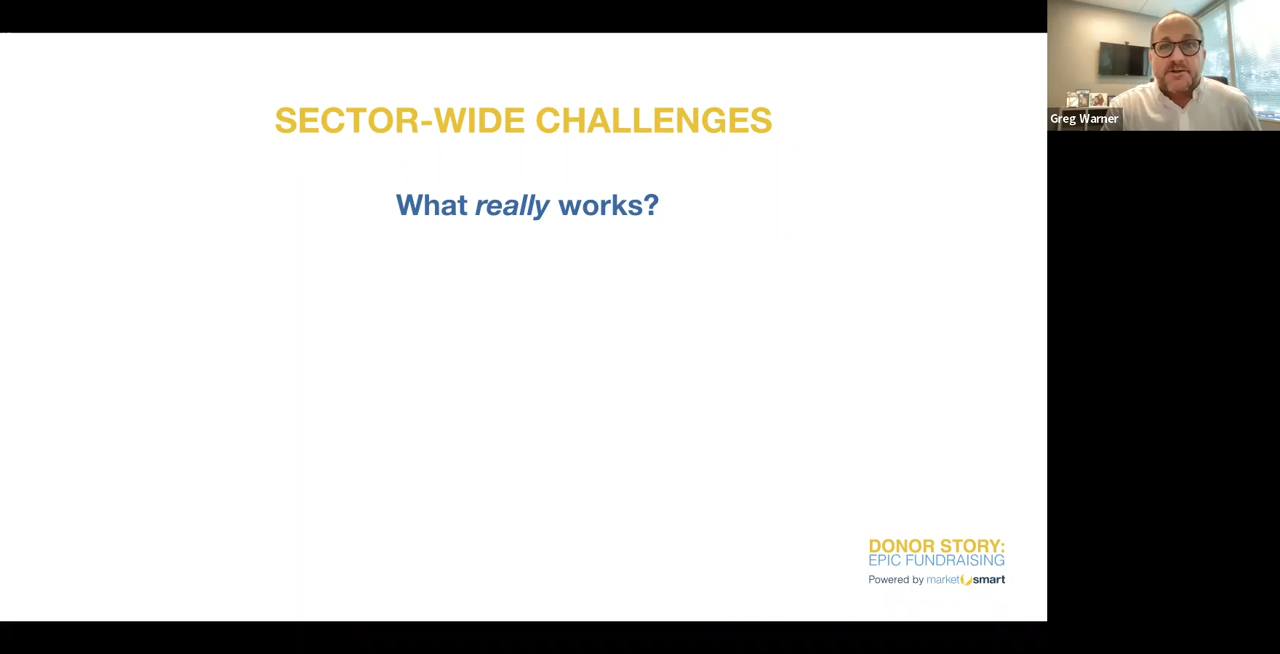 SECTOR-WIDE CHALLENGES
What really works?
Greg Warner
DONOR STORY:
EPIC FUNDRAISING
Powered by marketsmart